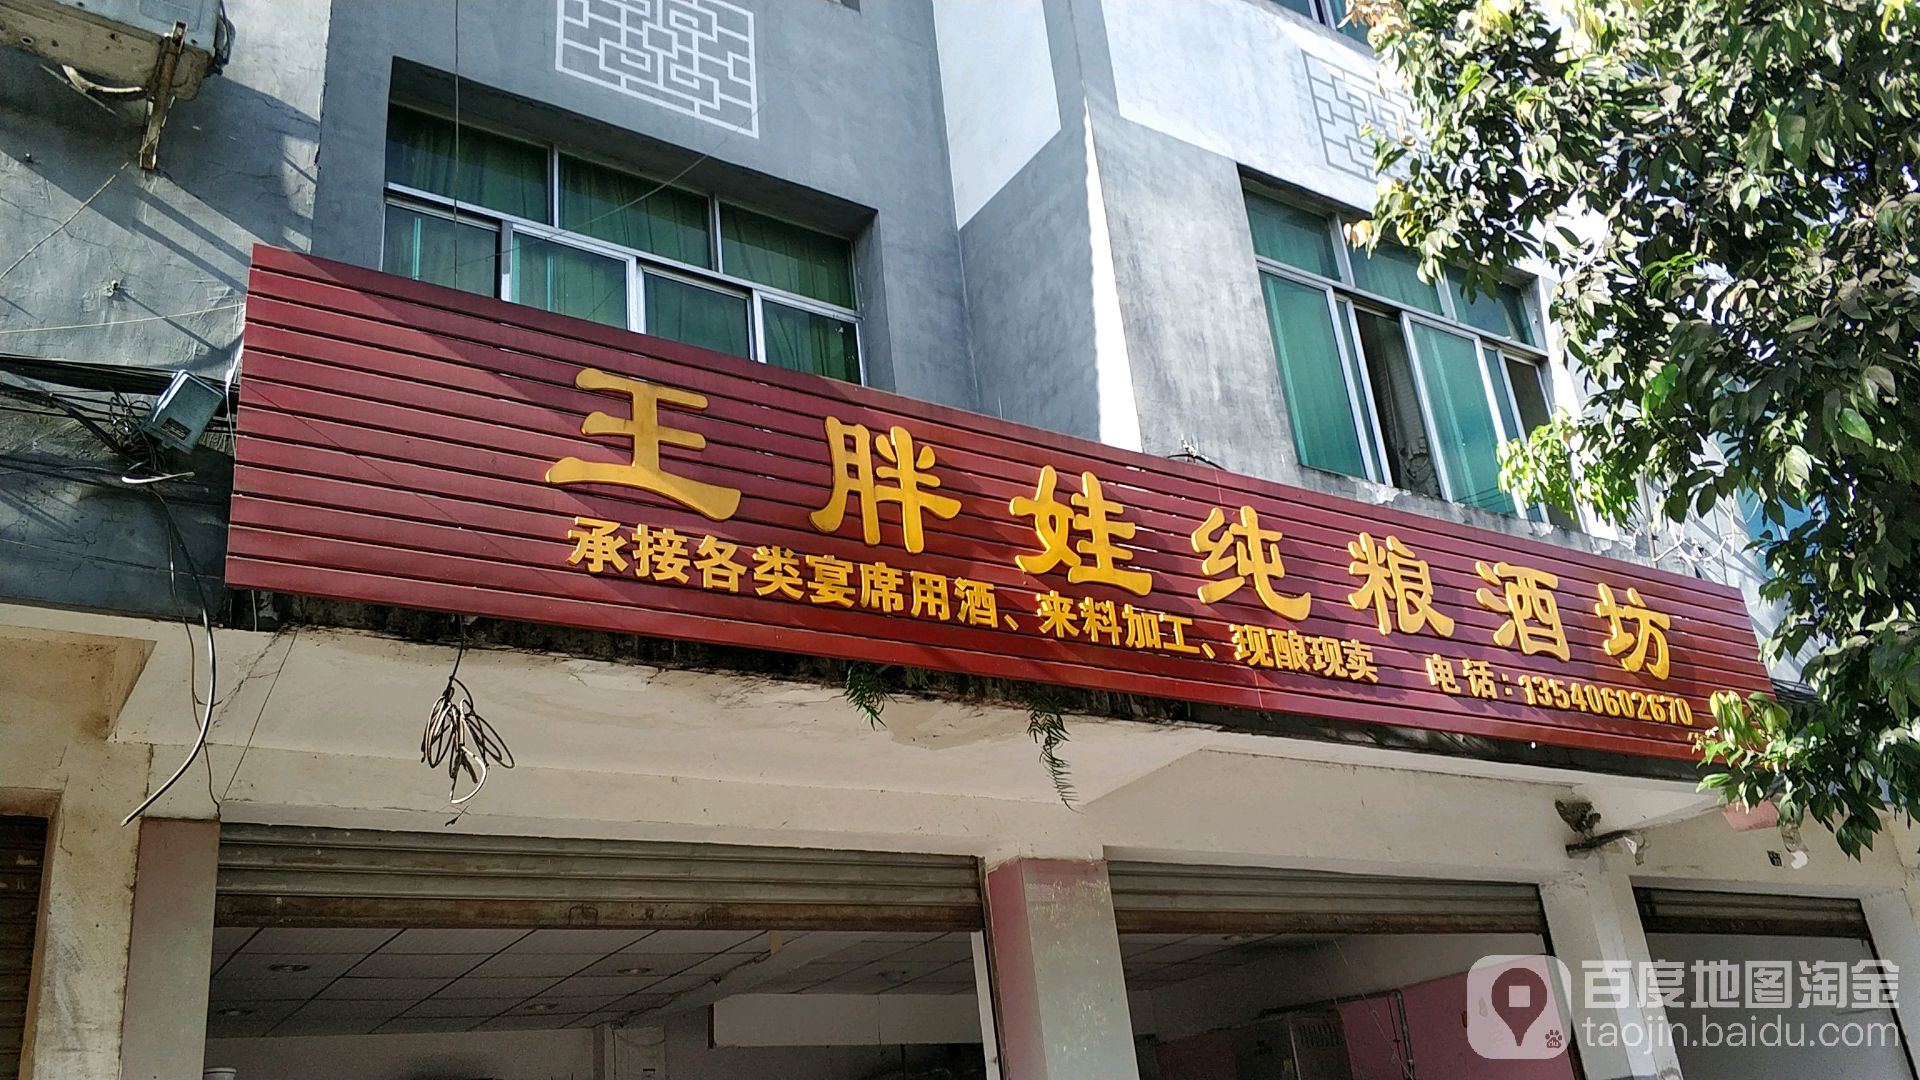 王胖娃纯粮酒坊
承接各类宴席用酒、来料加工、现酿现卖 电话：13540602670
百度地图淘金
taojin.baidu.com